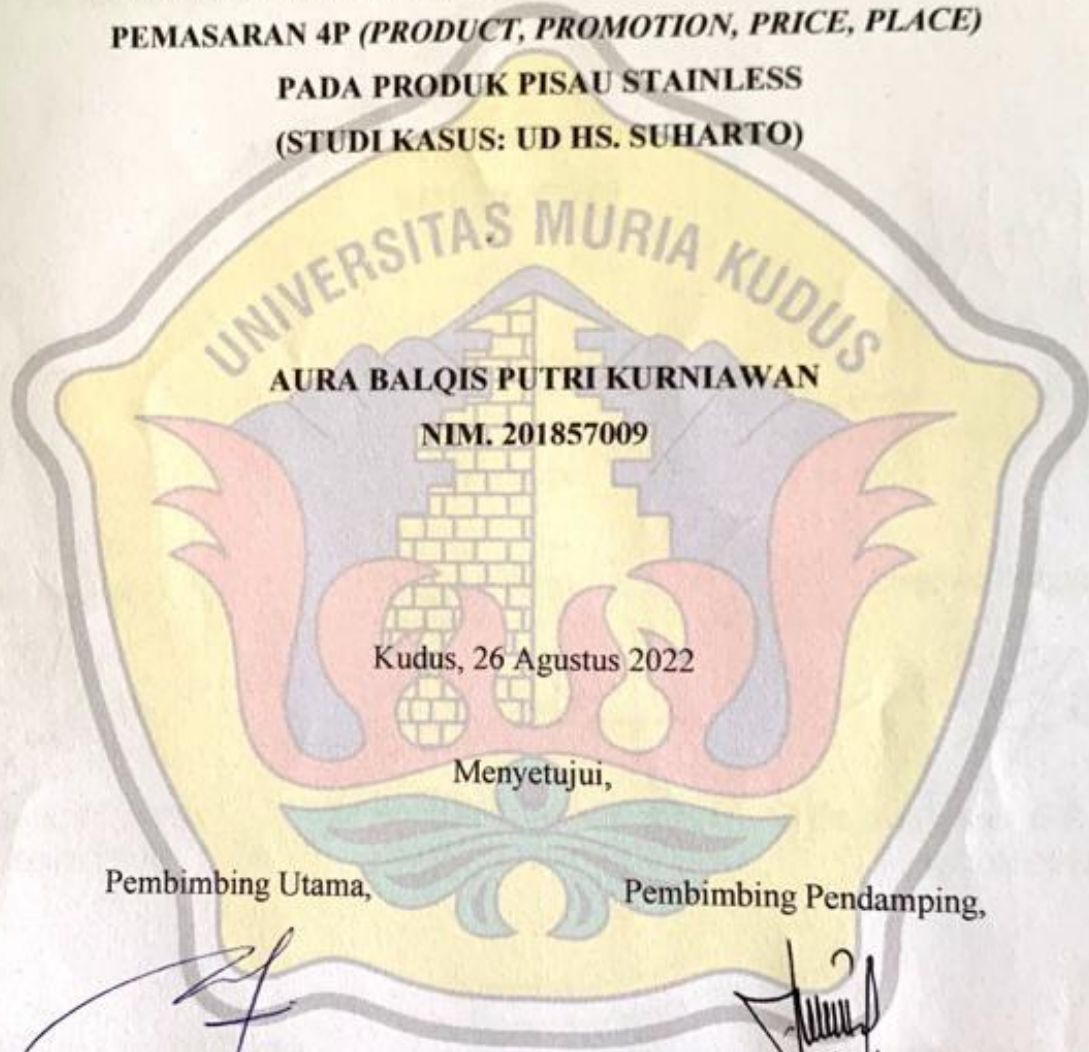 PEMASARAN 4P (PRODUCT, PROMOTION, PRICE, PLACE)
PADA PRODUK PISAU STAINLESS
(STUDI KASUS: UD HS. SUHARTO)
UNIVERSITAS MURIA KUDUS
AURA BALQIS PUTRI KURNIAWAN
NIM. 201857009
Kudus, 26 Agustus 2022
Menyetujui,
Pembimbing Utama,
Pembimbing Pendamping,